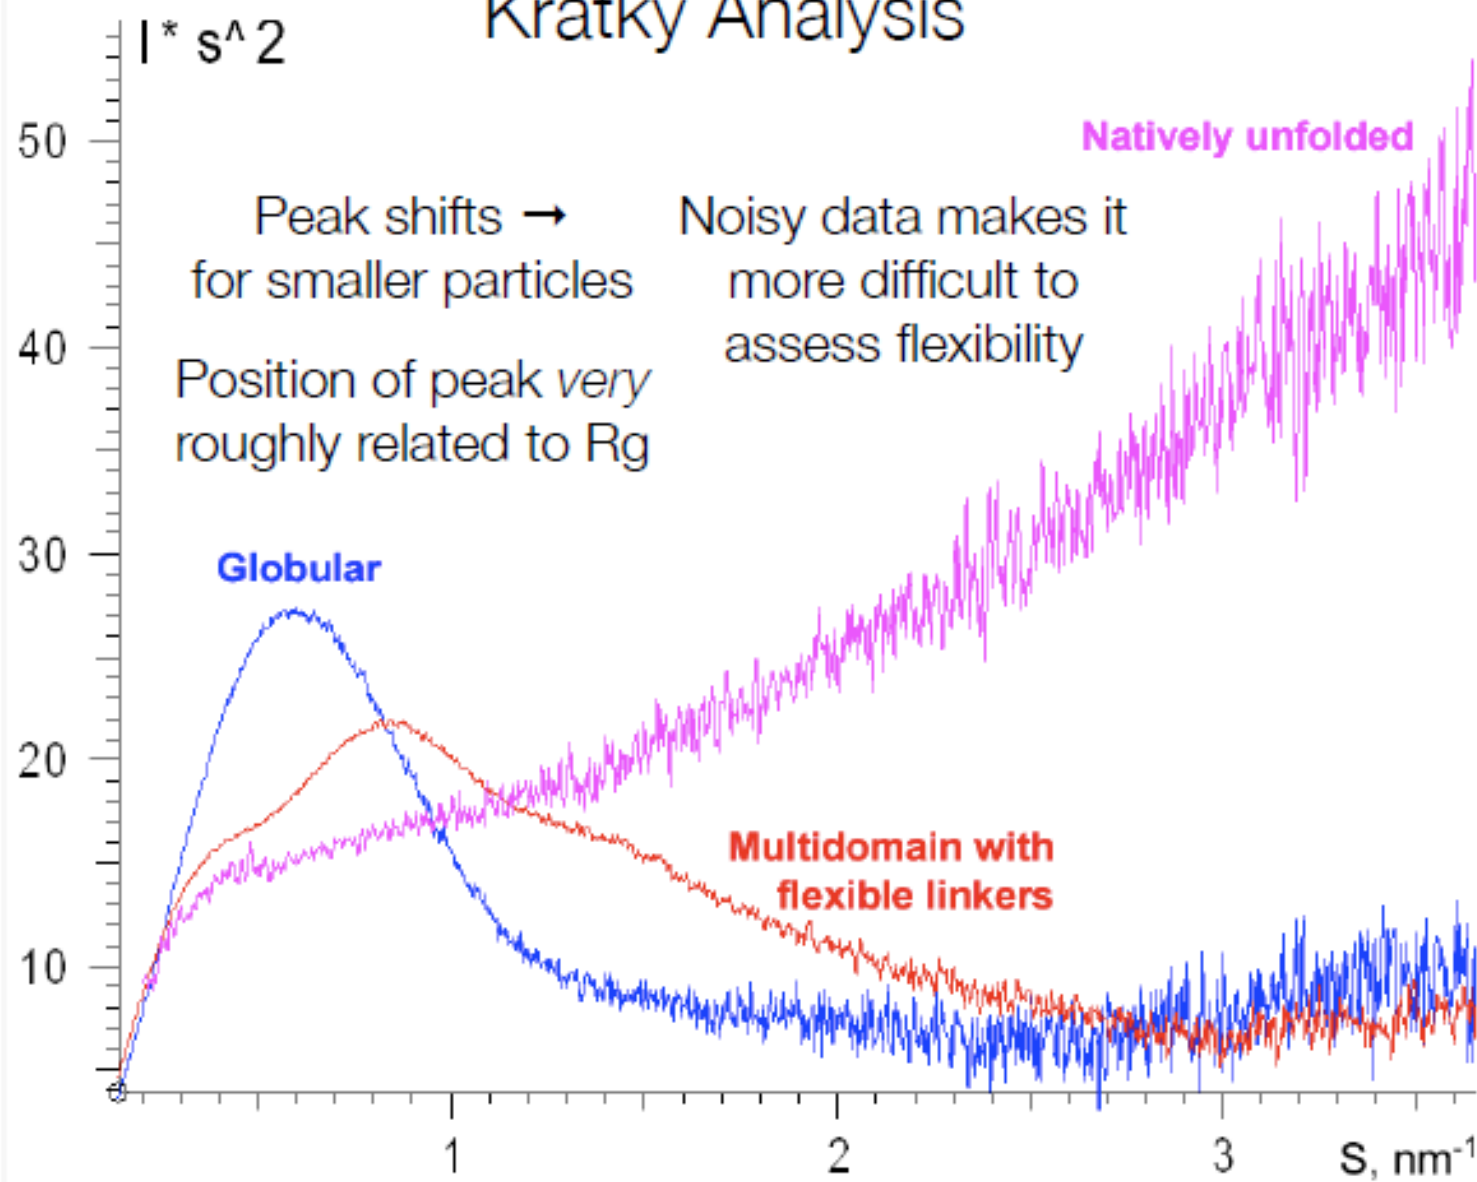 Kratky Analysis
I* s^2
50
Natively unfolded
Peak shifts →
for smaller particles
Noisy data makes it
more difficult to
assess flexibility
40
Position of peak very
roughly related to Rg
30
Globular
20
Multidomain with
flexible linkers
10
1
2
3
S, nm-1